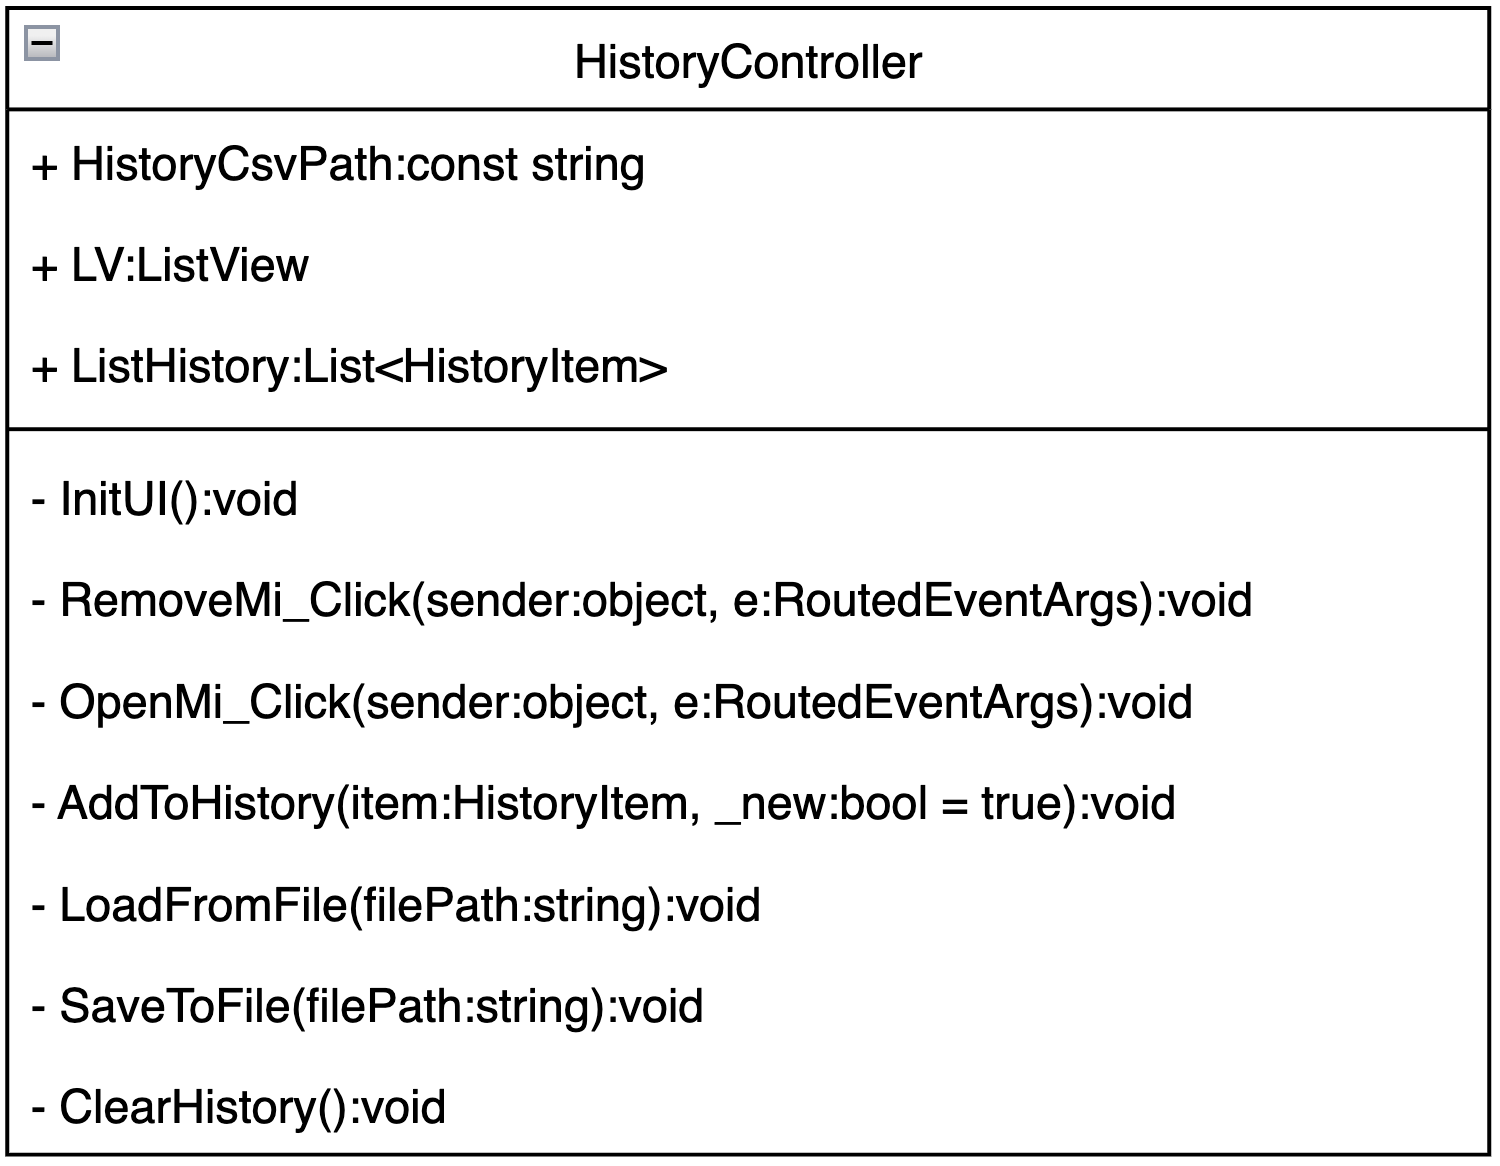 HistoryController
+ HistoryCsvPath:const string
+ LV:ListView
+ ListHistory:List<HistoryItem>
- InitUI():void
- RemoveMi_Click(sender:object, e:RoutedEventArgs):void
- OpenMi_Click(sender:object, e:RoutedEventArgs):void
- AddToHistory(item:HistoryItem, _new:bool = true):void
- LoadFromFile(filePath:string):void
- SaveToFile(filePath:string):void
- ClearHistory():void